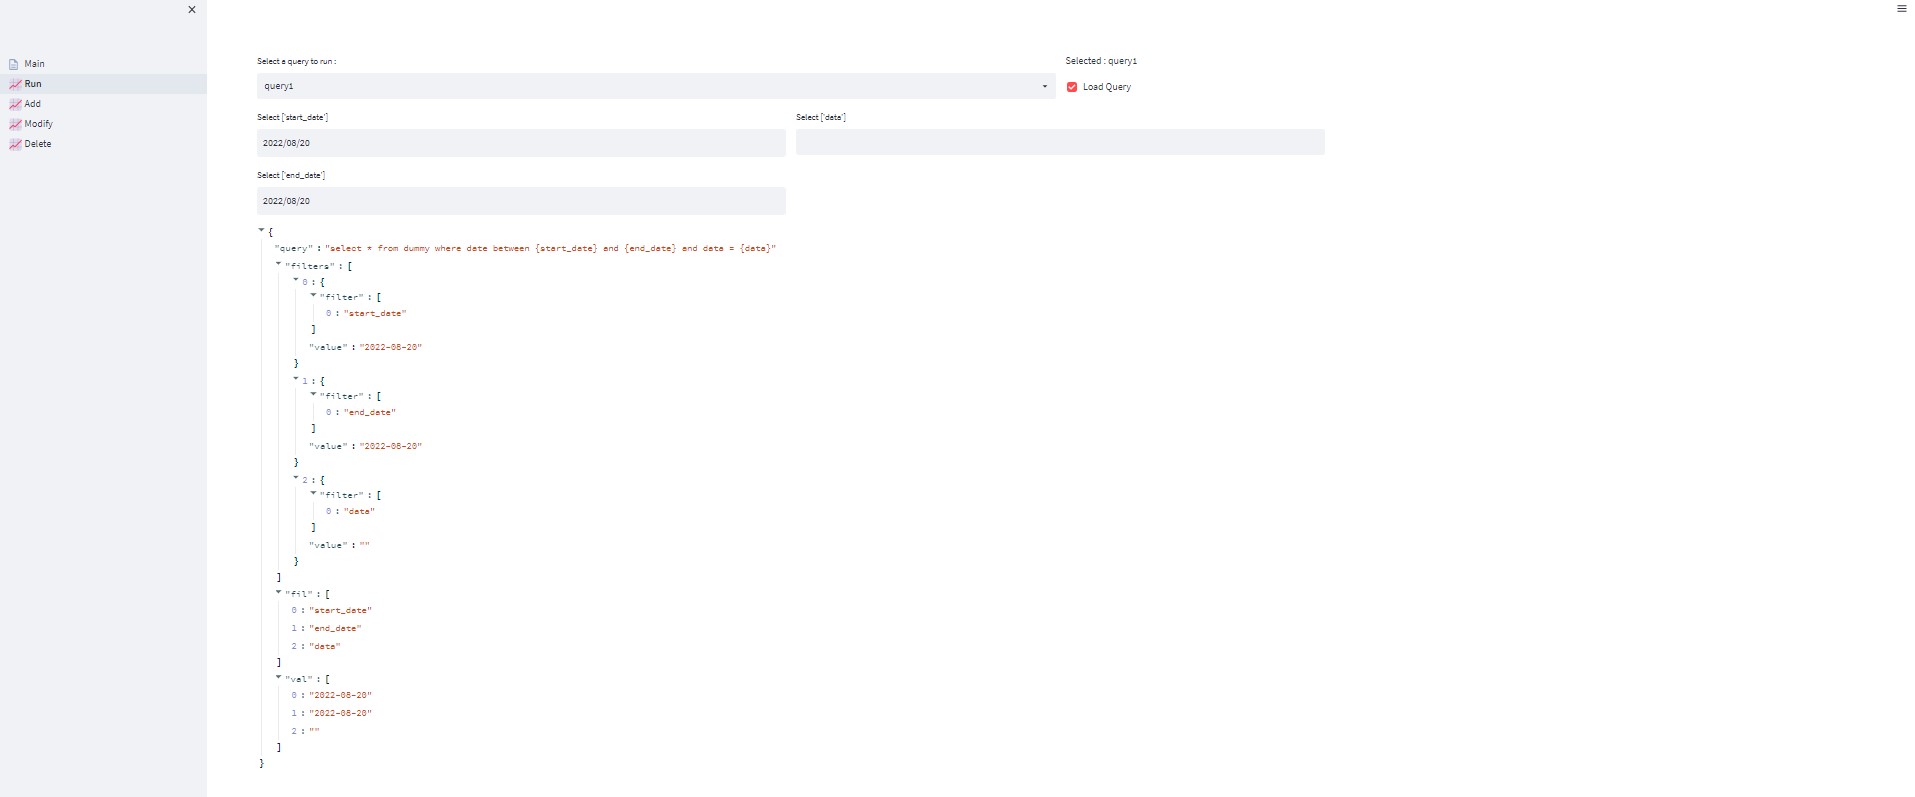 Main
Run
Add
Modify
Delete
Select a query to run :
query1
Selected : query1
Load Query
Select ['start_date']
2022/08/20
Select ['data']
Select ['end_date']
2022/08/20
{
"query" : "select * from dummy where date between {start_date} and {end_date} and data = {data}"
"filters" : [
0 : {
"filter" : [
0 : "start_date"
]
"value" : "2022-08-20"
}
1 : {
"filter" : [
0 : "end_date"
]
"value" : "2022-08-20"
}
2 : {
"filter" : [
0 : "data"
]
"value" : ""
}
]
"fil" : [
0 : "start_date"
1 : "end_date"
2 : "data"
]
"val" : [
0 : "2022-08-20"
1 : "2022-08-20"
2 : ""
]
}